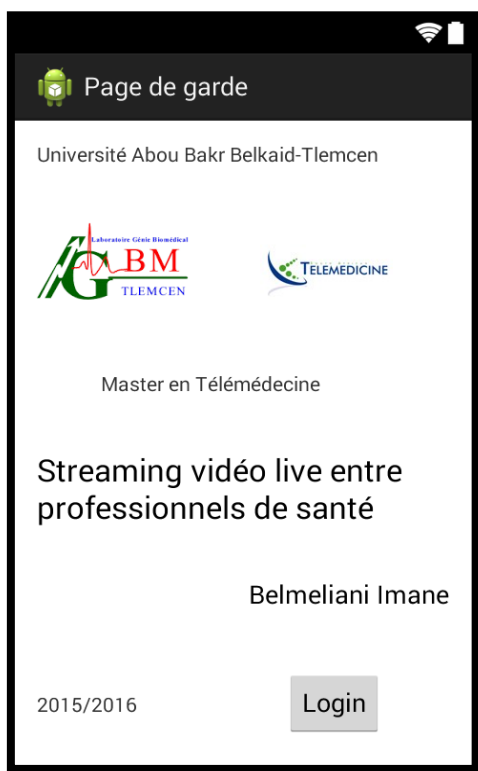 Page de garde
Université Abou Bakr Belkaid-Tlemcen
Laboratoire Génie Biomédical
AGBM
TLEMCEN
TELEMEDICINE
Master en Télémédecine
Streaming vidéo live entre
professionnels de santé
Belmeliani Imane
2015/2016
Login